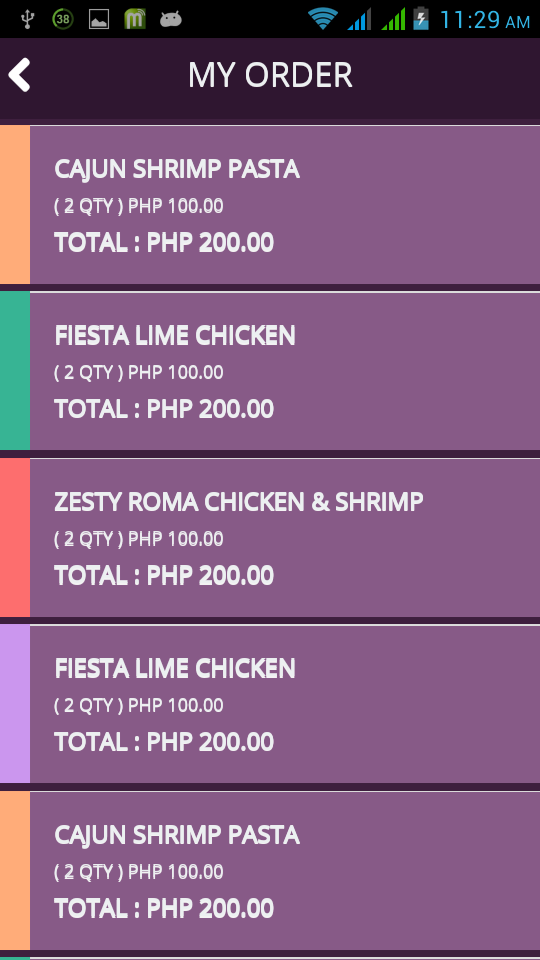 38
11:29 AM
MY ORDER
CAJUN SHRIMP PASTA
( 2 QTY ) PHP 100.00
TOTAL : PHP 200.00
FIESTA LIME CHICKEN
( 2 QTY ) PHP 100.00
TOTAL : PHP 200.00
ZESTY ROMA CHICKEN & SHRIMP
( 2 QTY ) PHP 100.00
TOTAL : PHP 200.00
FIESTA LIME CHICKEN
( 2 QTY ) PHP 100.00
TOTAL : PHP 200.00
CAJUN SHRIMP PASTA
( 2 QTY ) PHP 100.00
TOTAL : PHP 200.00